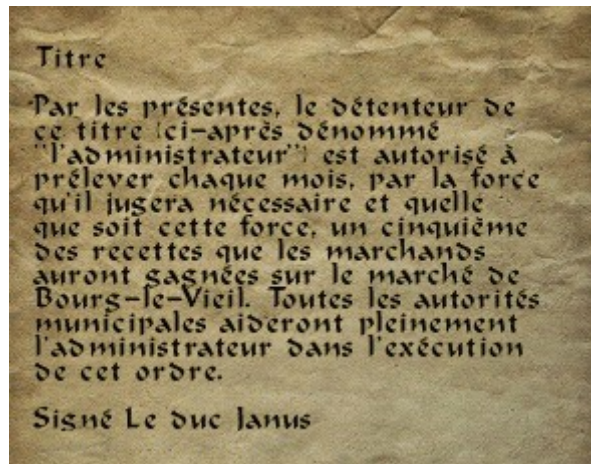 Titre
Par les présentes, le détenteur de
ce titre (ci-après dénommé
"l'administrateur") est autorisé à
prélever chaque mois, par la force
qu'il jugera nécessaire et quelle
que soit cette force, un cinquième
des recettes que les marchands
auront gagnées sur le marché de
Bourg-le-Vieil. Toutes les autorités
municipales aideront pleinement
l'administrateur dans l'exécution
de cet ordre.
Signé Le duc Janus